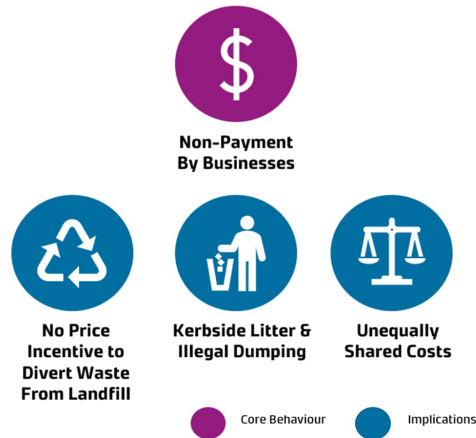 $
Non-Payment
By Businesses
No Price
Incentive to
Divert Waste
From Landfill
Kerbside Litter &
Illegal Dumping
Unequally
Shared Costs
Core Behaviour
Implications